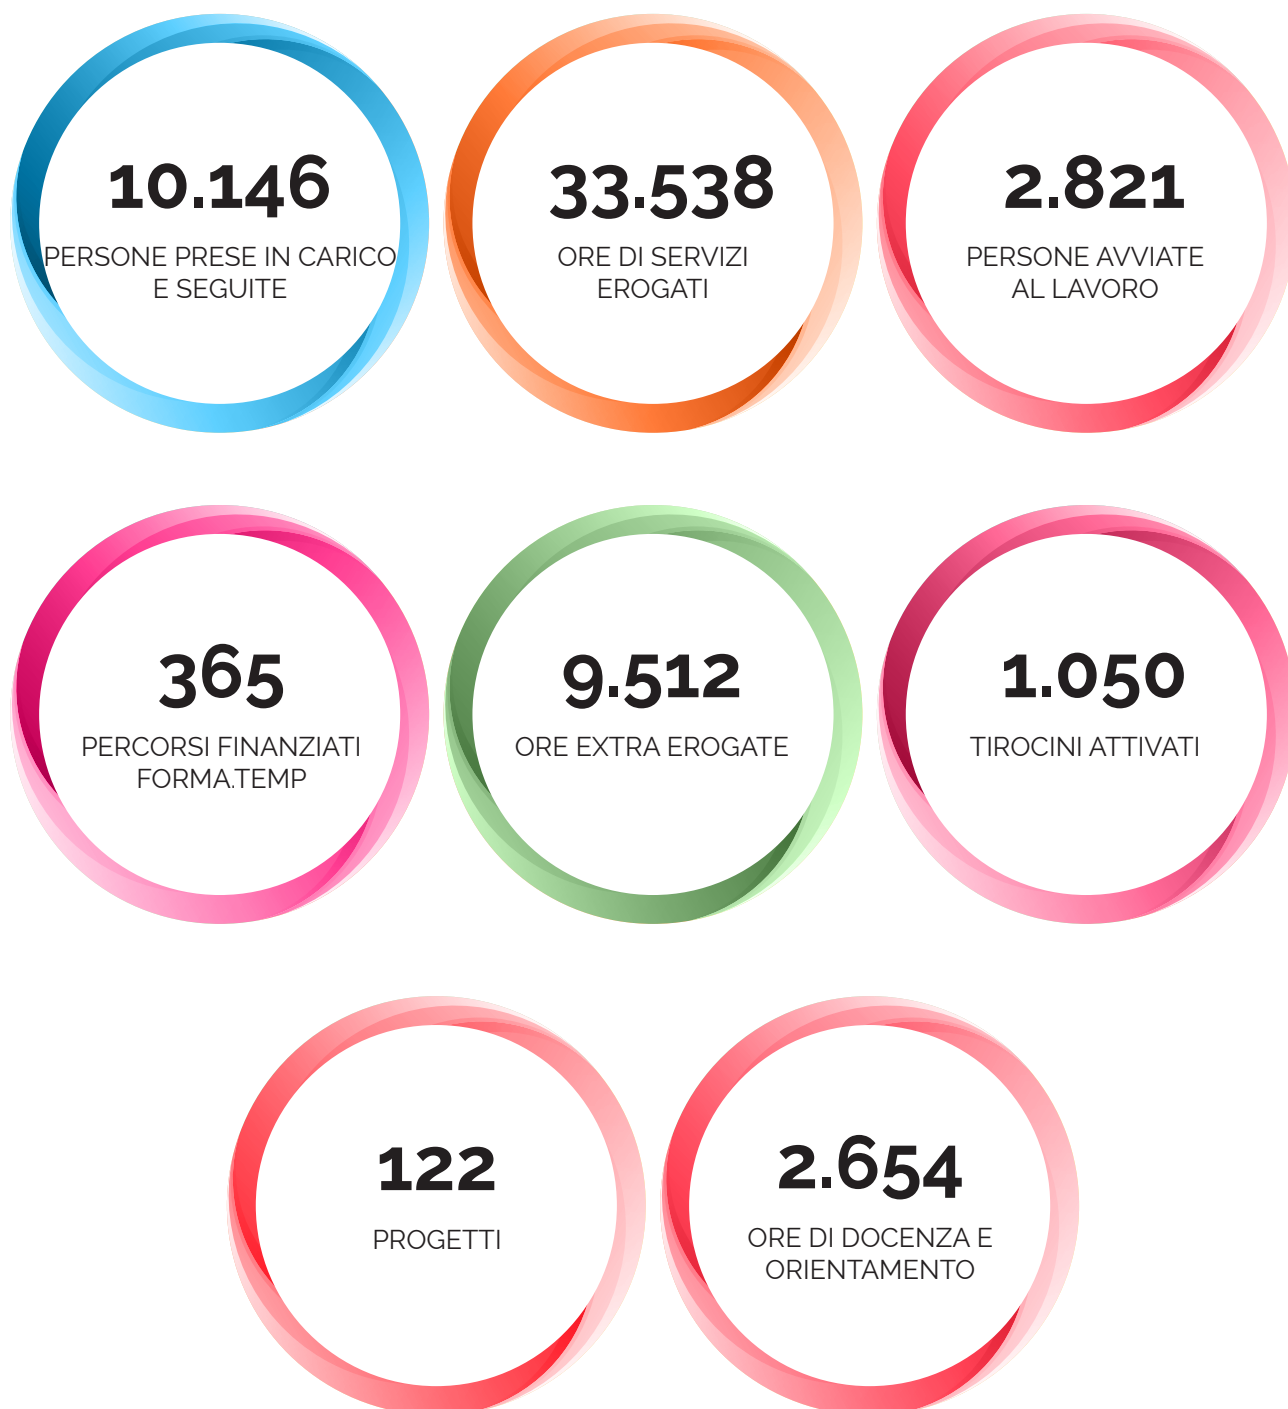 10.146
PERSONE PRESE IN CARICO
E SEGUITE
33.538
ORE DI SERVIZI
EROGATI
2.821
PERSONE AVVIATE
AL LAVORO
365
PERCORSI FINANZIATI
FORMA.TEMP
9.512
ORE EXTRA EROGATE
1.050
TIROCINI ATTIVATI
122
PROGETTI
2.654
ORE DI DOCENZA E
ORIENTAMENTO